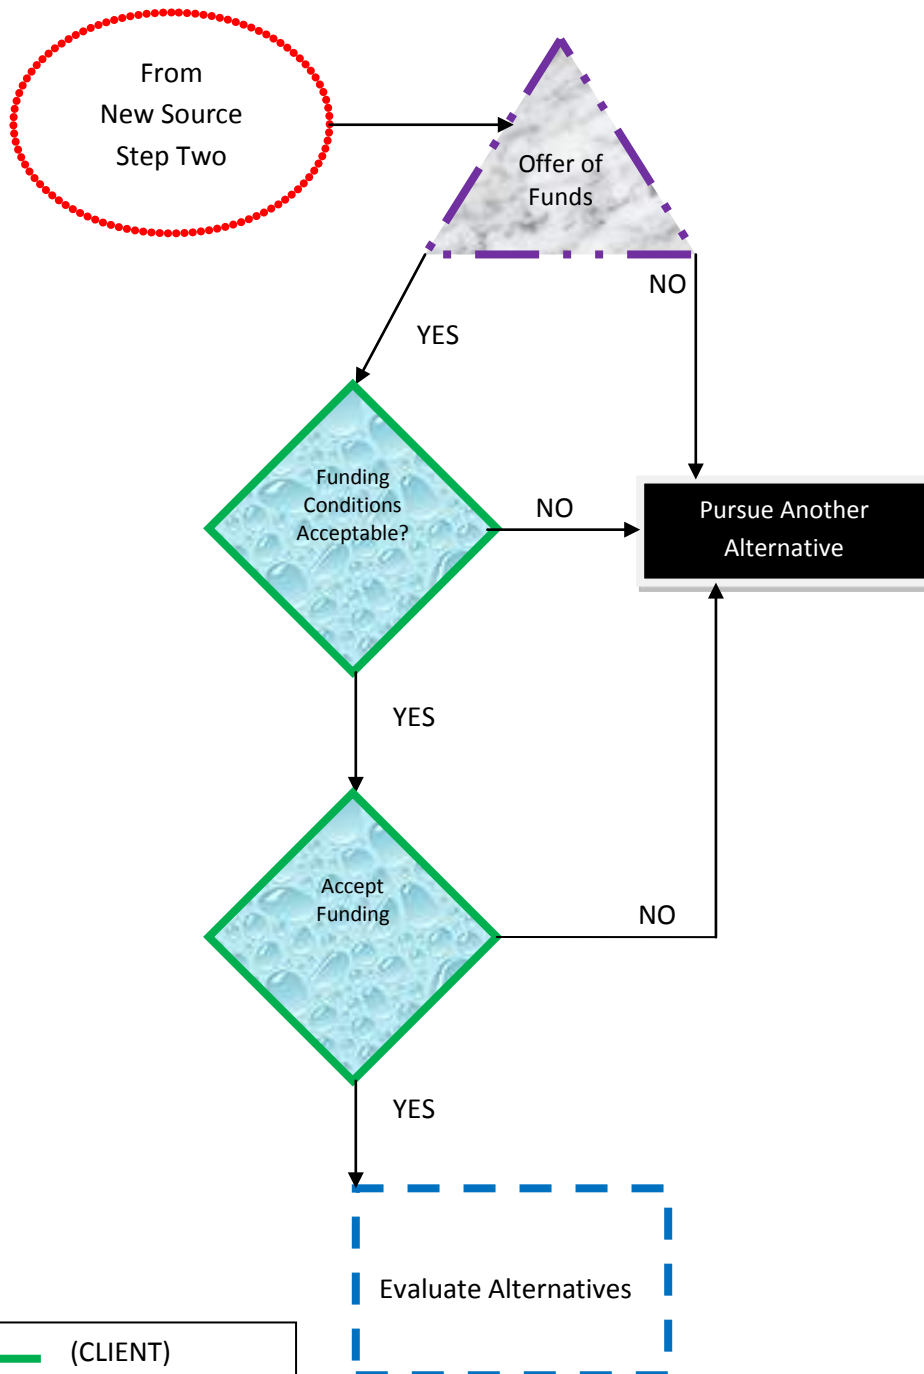 From
New Source
Step Two
Offer of
Funds
NO
YES
Funding
Conditions
Acceptable?
NO
Pursue Another
Alternative
YES
Accept
Funding
NO
YES
Evaluate Alternatives
(CLIENT)